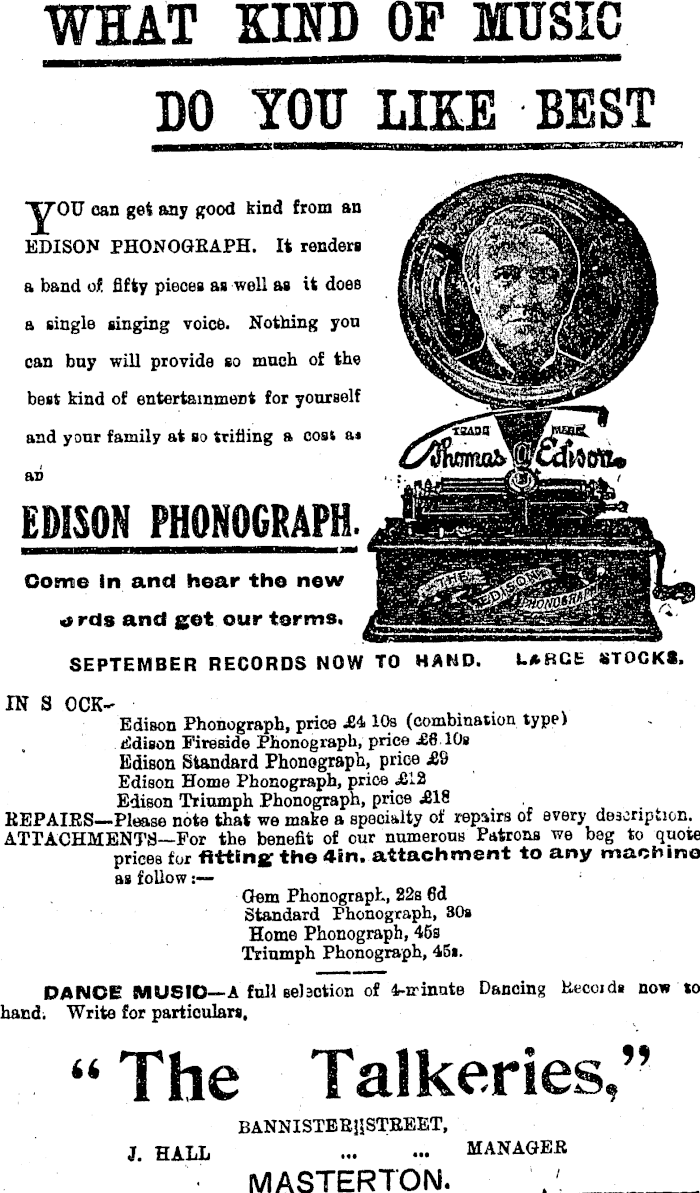 WHAT KIND OF MUSIC
DO YOU LIKE BEST
YOU can get any good kind from an
EDISON PHONOGRAPH. It renders
a band of fifty pieces as well as it does
a single singing voice. Nothing you
can buy will provide so much of the
best kind of entertainment for yourself
and your family at so trifling a cost as
an
EDISON PHONOGRAPH.
Come in and hear the new
rds and get our terms.
TRADE MARK
Thomas A Edison.
THE EDISON PHONOGRAPH
SEPTEMBER RECORDS NOW TO HAND. LARGE STOCKS.
IN S OCK-
Edison Phonograph, price £4 10s (combination type)
Edison Fireside Phonograph, price £6.10s
Edison Standard Phonograph, price £9
Edison Home Phonograph, price £12
Edison Triumph Phonograph, price £18
REPAIRS—Please note that we make a specialty of repairs of every description.
ATTACHMENTS—For the benefit of our numerous Patrons we beg to quote
prices for fitting the 4in. attachment to any machine
as follow:—
Gem Phonograph, 22s 6d
Standard Phonograph, 30s
Home Phonograph, 45s
Triumph Phonograph, 45s.
DANCE MUSIC—A full selection of 4-minute Dancing Records now to
hand. Write for particulars,
"The Talkeries,"
BANNISTER STREET,
J. HALL ... ... MANAGER
MASTERTON.